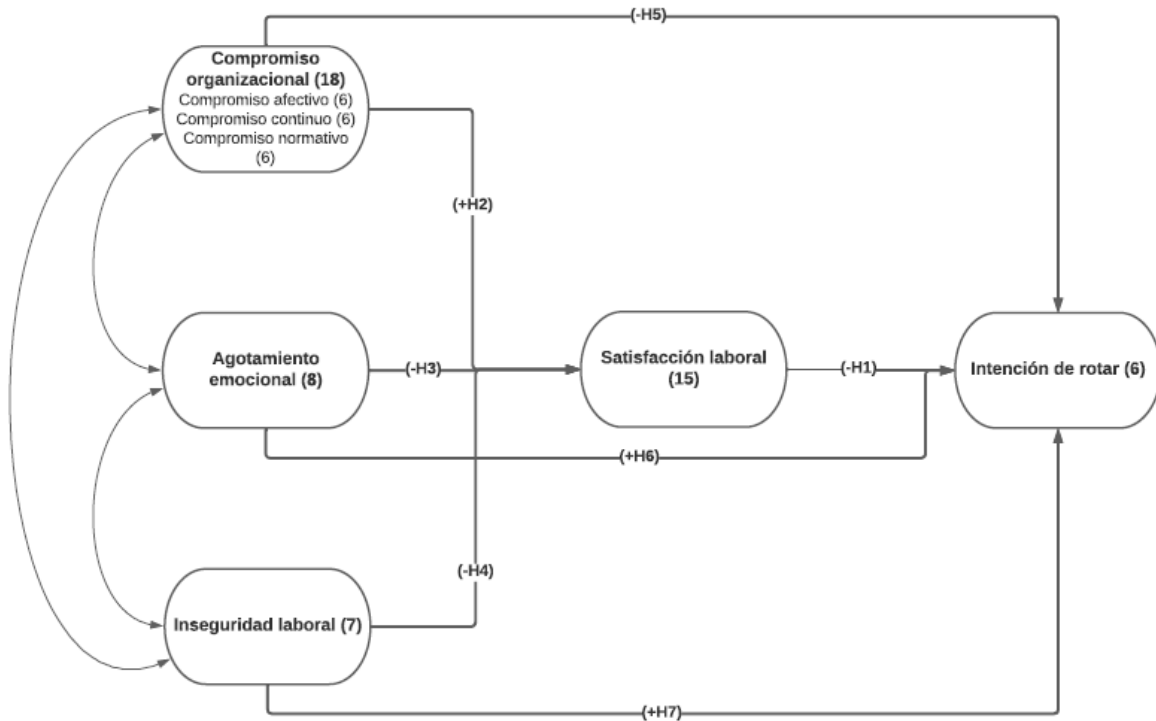 (-H5)
Compromiso
organizacional (18)
Compromiso afectivo (6)
Compromiso continuo (6)
Compromiso normativo
(6)
(+H2)
Agotamiento
emocional (8)
(-H3)
Satisfacción laboral
(15)
(-H1)
Intención de rotar (6)
(+H6)
(-H4)
Inseguridad laboral (7)
(+H7)